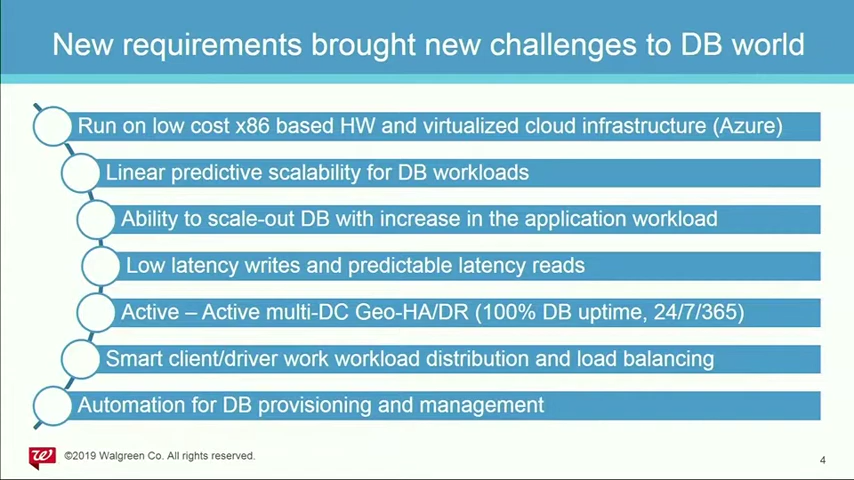 New requirements brought new challenges to DB world
Run on low cost x86 based HW and virtualized cloud infrastructure (Azure)
Linear predictive scalability for DB workloads
Ability to scale-out DB with increase in the application workload
Low latency writes and predictable latency reads
Active – Active multi-DC Geo-HA/DR (100% DB uptime, 24/7/365)
Smart client/driver work workload distribution and load balancing
Automation for DB provisioning and management
W ©2019 Walgreen Co. All rights reserved.
4